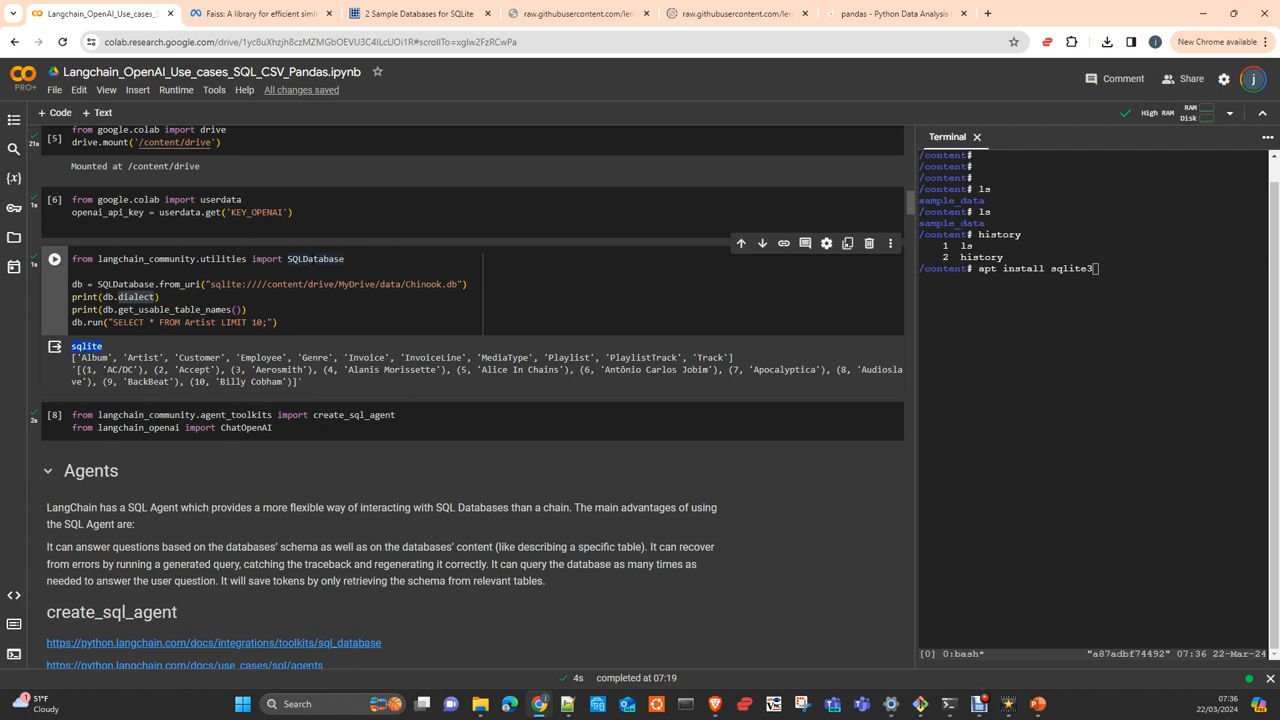 Langchain_OpenAI_Use_cases_S
Faiss: A library for efficient simil
2 Sample Databases for SQLite
raw.githubusercontent.com/len
raw.githubusercontent.com/len
pandas - Python Data Analysis L
colab.research.google.com/drive/1yc8uXhzjh8czMZMGbOEVU3C4ILcUOi1R#scrollTo=xglw2FzRCwPa
New Chrome available
PRO+
Langchain_OpenAI_Use_cases_SQL_CSV_Pandas.ipynb
Comment
Share
File Edit View Insert Runtime Tools Help All changes saved
+ Code + Text
High RAM
RAM
Disk
[5]
21s
from google.colab import drive
drive.mount('/content/drive')
Mounted at /content/drive
[6]
1s
from google.colab import userdata
openai_api_key = userdata.get('KEY_OPENAI')
1s
from langchain_community.utilities import SQLDatabase
db = SQLDatabase.from_uri("sqlite:////content/drive/MyDrive/data/Chinook.db")
print(db.dialect)
print(db.get_usable_table_names())
db.run("SELECT * FROM Artist LIMIT 10;")
sqlite
['Album', 'Artist', 'Customer', 'Employee', 'Genre', 'Invoice', 'InvoiceLine', 'MediaType', 'Playlist', 'PlaylistTrack', 'Track']
'[(1, 'AC/DC'), (2, 'Accept'), (3, 'Aerosmith'), (4, 'Alanis Morissette'), (5, 'Alice In Chains'), (6, 'Antônio Carlos Jobim'), (7, 'Apocalyptica'), (8, 'Audiosla
ve'), (9, 'BackBeat'), (10, 'Billy Cobham')]'
[8]
2s
from langchain_community.agent_toolkits import create_sql_agent
from langchain_openai import ChatOpenAI
Agents
LangChain has a SQL Agent which provides a more flexible way of interacting with SQL Databases than a chain. The main advantages of using
the SQL Agent are:
It can answer questions based on the databases' schema as well as on the databases' content (like describing a specific table). It can recover
from errors by running a generated query, catching the traceback and regenerating it correctly. It can query the database as many times as
needed to answer the user question. It will save tokens by only retrieving the schema from relevant tables.
create_sql_agent
https://python.langchain.com/docs/integrations/toolkits/sql_database
https://python.langchain.com/docs/use_cases/sql/agents
Terminal
/content#
/content#
/content#
/content# ls
sample_data
/content# ls
sample_data
/content# history
1 ls
2 history
/content# apt install sqlite3
[0] 0:bash*
"a87adbf74492" 07:36 22-Mar-24
4s completed at 07:19
51°F
Cloudy
Search
07:36
22/03/2024